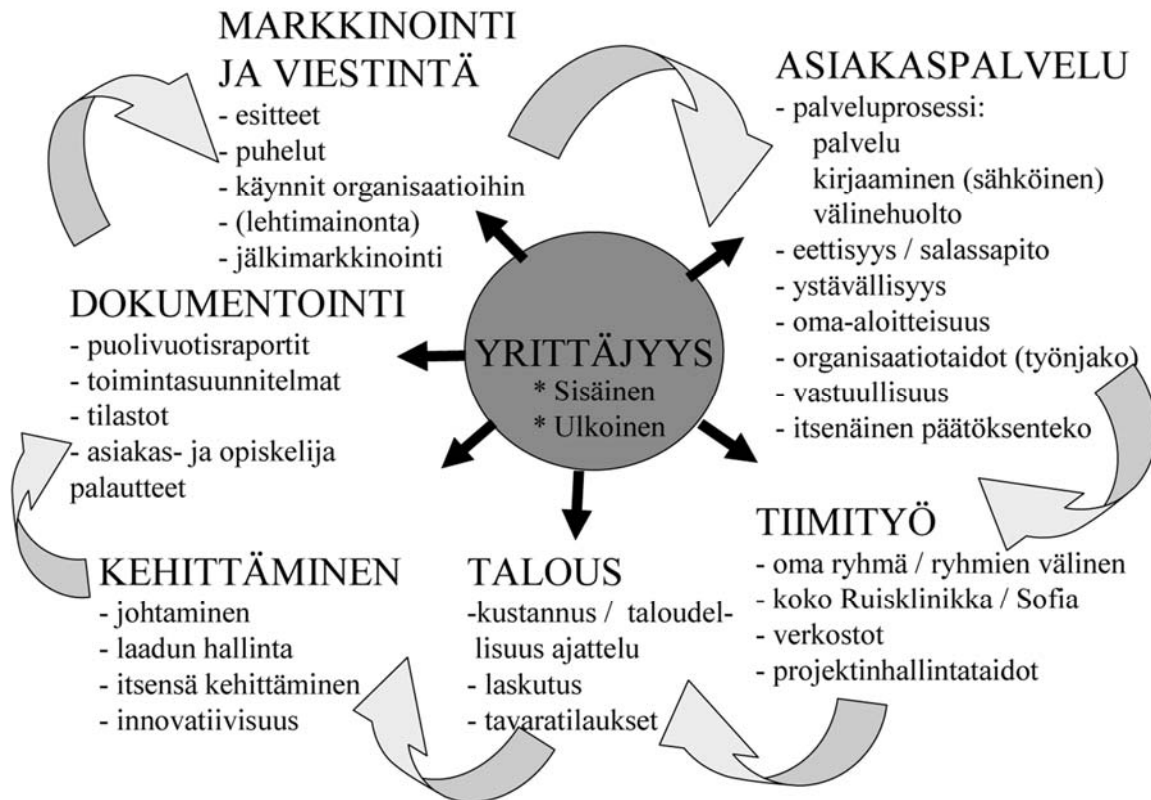 MARKKINOINTI
JA VIESTINTÄ
- esitteet
- puhelut
- käynnit organisaatioihin
- (lehtimainonta)
- jälkimarkkinointi
ASIAKASPALVELU
- palveluprosessi:
palvelu
kirjaaminen (sähköinen)
välinehuolto
- eettisyys / salassapito
- ystävällisyys
- oma-aloitteisuus
- organisaatiotaidot (työnjako)
- vastuullisuus
- itsenäinen päätöksenteko
DOKUMENTOINTI
- puolivuotisraportit
- toimintasuunnitelmat
- tilastot
- asiakas- ja opiskelija
palautteet
YRITTÄJYYS
* Sisäinen
* Ulkoinen
KEHITTÄMINEN
- johtaminen
- laadun hallinta
- itsensä kehittäminen
- innovatiivisuus
TALOUS
-kustannus / taloudel-
lisuus ajattelu
- laskutus
- tavaratilaukset
TIIMITYÖ
- oma ryhmä / ryhmien välinen
- koko Ruisklinikka / Sofia
- verkostot
- projektinhallintataidot